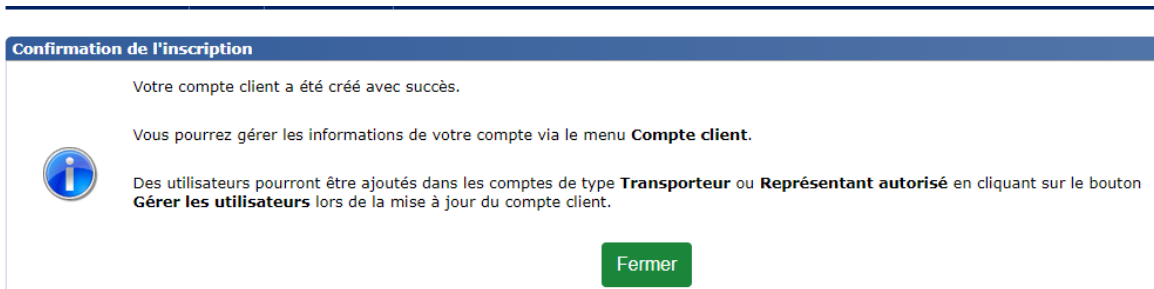 Confirmation de l'inscription
Votre compte client a été créé avec succès.
Vous pourrez gérer les informations de votre compte via le menu Compte client.
Des utilisateurs pourront être ajoutés dans les comptes de type Transporteur ou Représentant autorisé en cliquant sur le bouton
Gérer les utilisateurs lors de la mise à jour du compte client.
Fermer